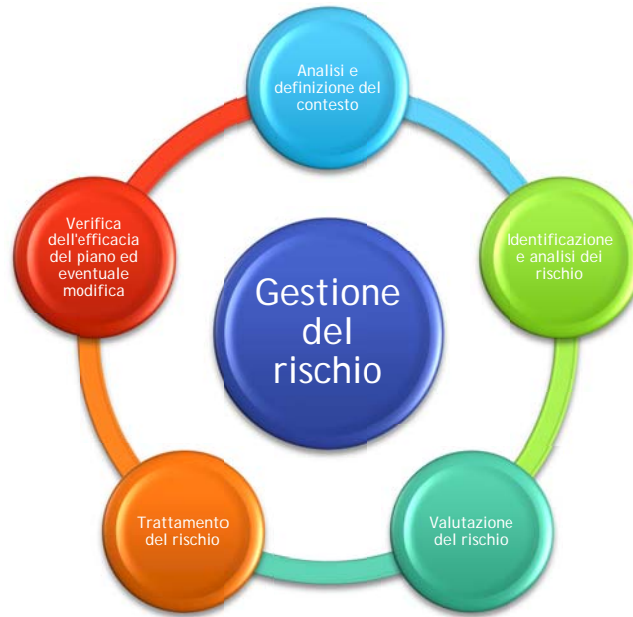 Analisi e
definizione del
contesto
Identificazione
e analisi dei
rischio
Valutazione
del rischio
Trattamento
del rischio
Verifica
dell'efficacia
del piano ed
eventuale
modifica
Gestione
del
rischio